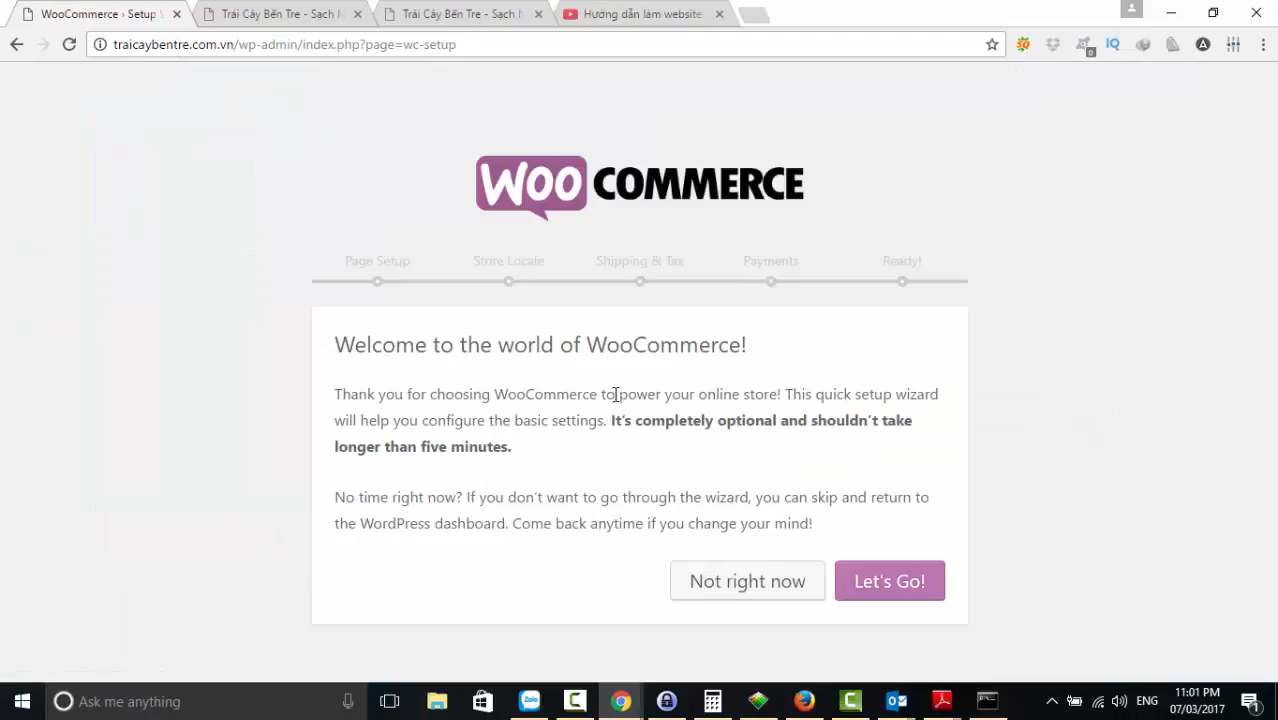 WooCommerce › Setup
Trái Cây Bến Tre - Sạch
Trái Cây Bến Tre - Sạch
Hướng dẫn làm website
traicaybentre.com.vn/wp-admin/index.php?page=wc-setup
IQ
0
A
WOO COMMERCE
Page Setup
Store Locale
Shipping & Tax
Payments
Ready!
Welcome to the world of WooCommerce!
Thank you for choosing WooCommerce to power your online store! This quick setup wizard
will help you configure the basic settings. It's completely optional and shouldn't take
longer than five minutes.
No time right now? If you don't want to go through the wizard, you can skip and return to
the WordPress dashboard. Come back anytime if you change your mind!
Not right now
Let's Go!
Ask me anything
Zalo
ENG
11:01 PM
07/03/2017
1